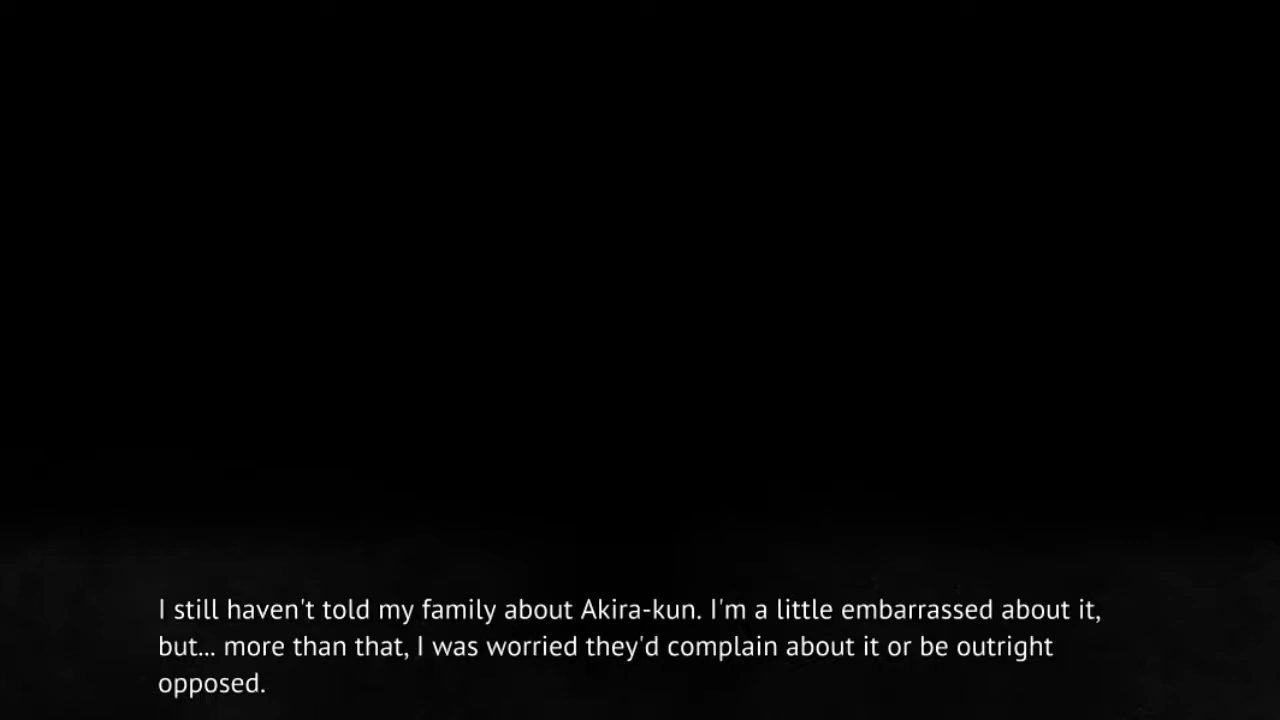 I still haven't told my family about Akira-kun. I'm a little embarrassed about it,
but... more than that, I was worried they'd complain about it or be outright
opposed.